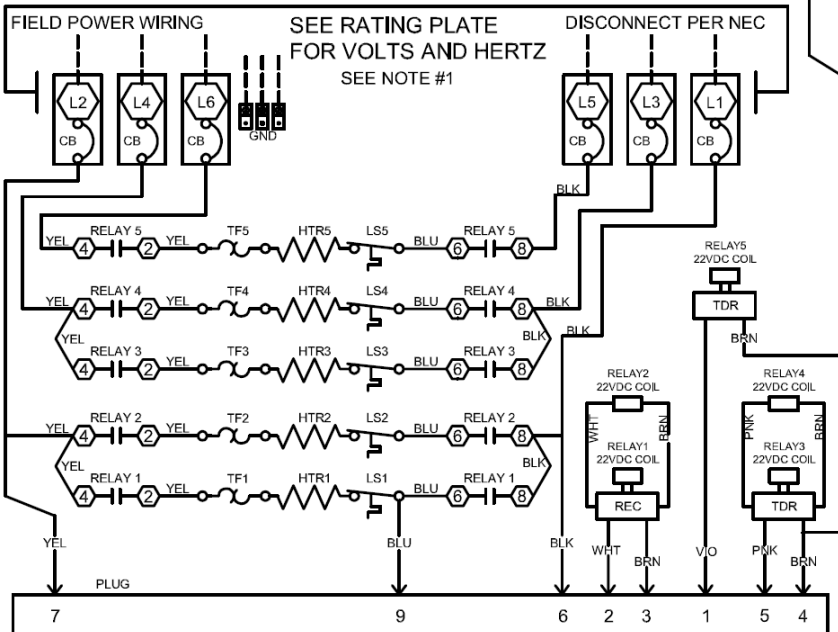 FIELD POWER WIRING
SEE RATING PLATE
FOR VOLTS AND HERTZ
SEE NOTE #1
DISCONNECT PER NEC
L2 L4 L6 L5 L3 L1
CB CB CB GND CB CB CB
BLK
YEL 4 RELAY 5 2 YEL TF5 HTR5 LS5 BLU 6 RELAY 5 8
YEL 4 RELAY 4 2 YEL TF4 HTR4 LS4 BLU 6 RELAY 4 8 BLK
YEL BLK BLK
4 RELAY 3 2 YEL TF3 HTR3 LS3 BLU 6 RELAY 3 8
YEL 4 RELAY 2 2 YEL TF2 HTR2 LS2 BLU 6 RELAY 2 8
YEL BLK
4 RELAY 1 2 YEL TF1 HTR1 LS1 BLU 6 RELAY 1 8
RELAY5
22VDC COIL
TDR
BRN
RELAY2
22VDC COIL
WHT BRN
RELAY1
22VDC COIL
REC
RELAY4
22VDC COIL
PNK BRN
RELAY3
22VDC COIL
TDR
YEL BLU BLK WHT BRN VIO PNK BRN
PLUG
7 9 6 2 3 1 5 4